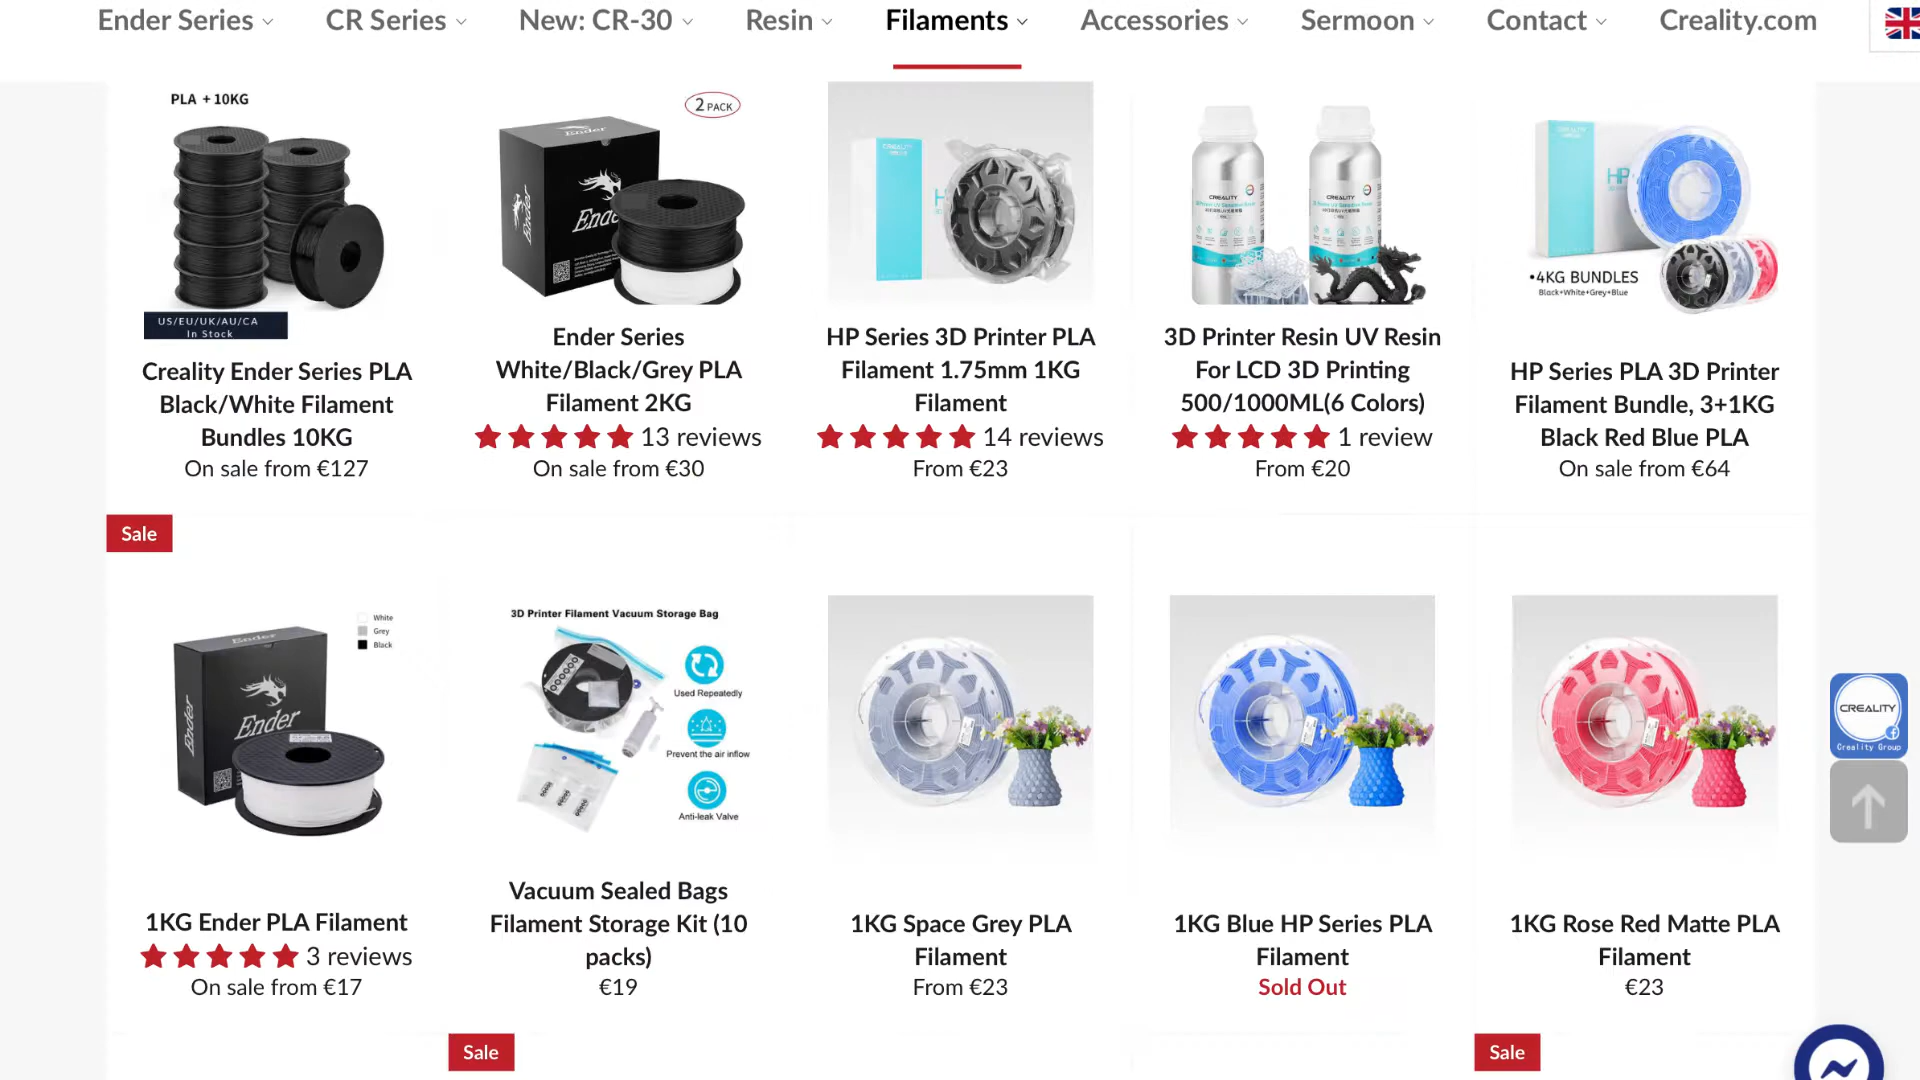 Ender Series
CR Series
New: CR-30
Resin
Filaments
Accessories
Sermoon
Contact
Creality.com
PLA + 10KG
US/EU/UK/AU/CA
In Stock
Creality Ender Series PLA
Black/White Filament
Bundles 10KG
On sale from €127
2 PACK
Ender
Ender
Ender
Ender Series
White/Black/Grey PLA
Filament 2KG
13 reviews
On sale from €30
CREALITY
HP Series 3D Printer PLA
Filament 1.75mm 1KG
Filament
14 reviews
From €23
CREALITY
CREALITY
3D Printer Resin UV Resin
For LCD 3D Printing
500/1000ML(6 Colors)
1 review
From €20
CREALITY
HP
•4KG BUNDLES
Black+White+Grey+Blue
HP Series PLA 3D Printer
Filament Bundle, 3+1KG
Black Red Blue PLA
On sale from €64
Sale
White
Grey
Black
Ender
Ender
Ender
1KG Ender PLA Filament
3 reviews
On sale from €17
3D Printer Filament Vacuum Storage Bag
Used Repeatedly
Prevent the air inflow
Anti-leak Valve
Vacuum Sealed Bags
Filament Storage Kit (10
packs)
€19
1KG Space Grey PLA
Filament
From €23
1KG Blue HP Series PLA
Filament
Sold Out
1KG Rose Red Matte PLA
Filament
€23
CREALITY
Creality Group
Sale
Sale